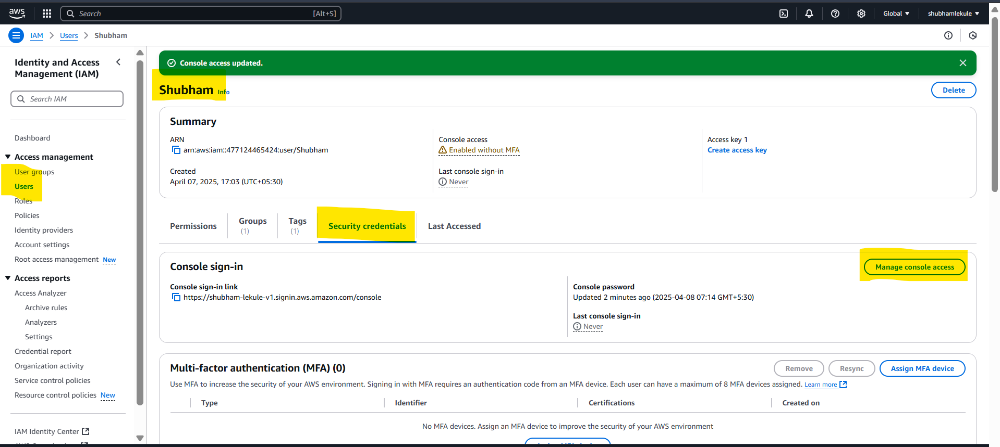 aws
Search
[Alt+S]
Global
shubhamlekule
IAM
Users
Shubham
Identity and Access
Management (IAM)
Search IAM
Dashboard
Access management
User groups
Users
Roles
Policies
Identity providers
Account settings
Root access management New
Access reports
Access Analyzer
Archive rules
Analyzers
Settings
Credential report
Organization activity
Service control policies
Resource control policies New
IAM Identity Center
Console access updated.
Shubham Info
Delete
Summary
ARN
arn:aws:iam::477124465424:user/Shubham
Created
April 07, 2025, 17:03 (UTC+05:30)
Console access
Enabled without MFA
Last console sign-in
Never
Access key 1
Create access key
Permissions
Groups
(1)
Tags
(1)
Security credentials
Last Accessed
Console sign-in
Manage console access
Console sign-in link
https://shubham-lekule-v1.signin.aws.amazon.com/console
Console password
Updated 2 minutes ago (2025-04-08 07:14 GMT+5:30)
Last console sign-in
Never
Multi-factor authentication (MFA) (0)
Remove
Resync
Assign MFA device
Use MFA to increase the security of your AWS environment. Signing in with MFA requires an authentication code from an MFA device. Each user can have a maximum of 8 MFA devices assigned. Learn more
Type
Identifier
Certifications
Created on
No MFA devices. Assign an MFA device to improve the security of your AWS environment